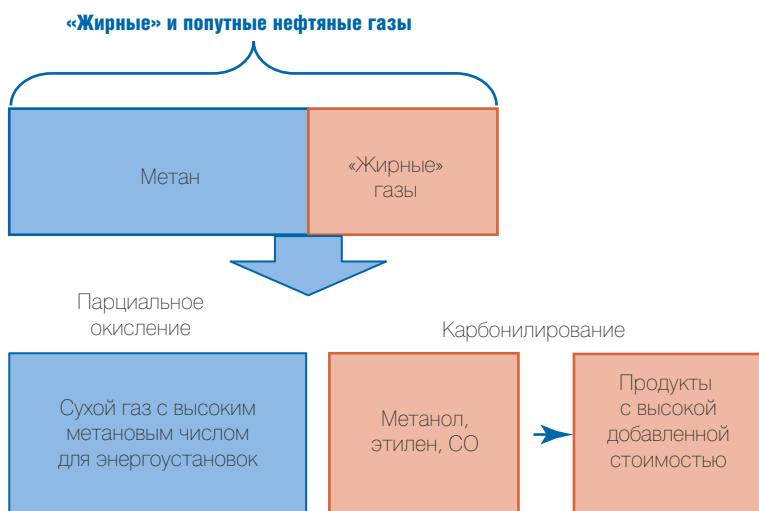 «Жирные» и попутные нефтяные газы
Метан
«Жирные»
газы
Парциальное
окисление
Карбонилирование
Сухой газ с высоким
метановым числом
для энергоустановок
Метанол,
этилен, СО
Продукты
с высокой
добавленной
стоимостью